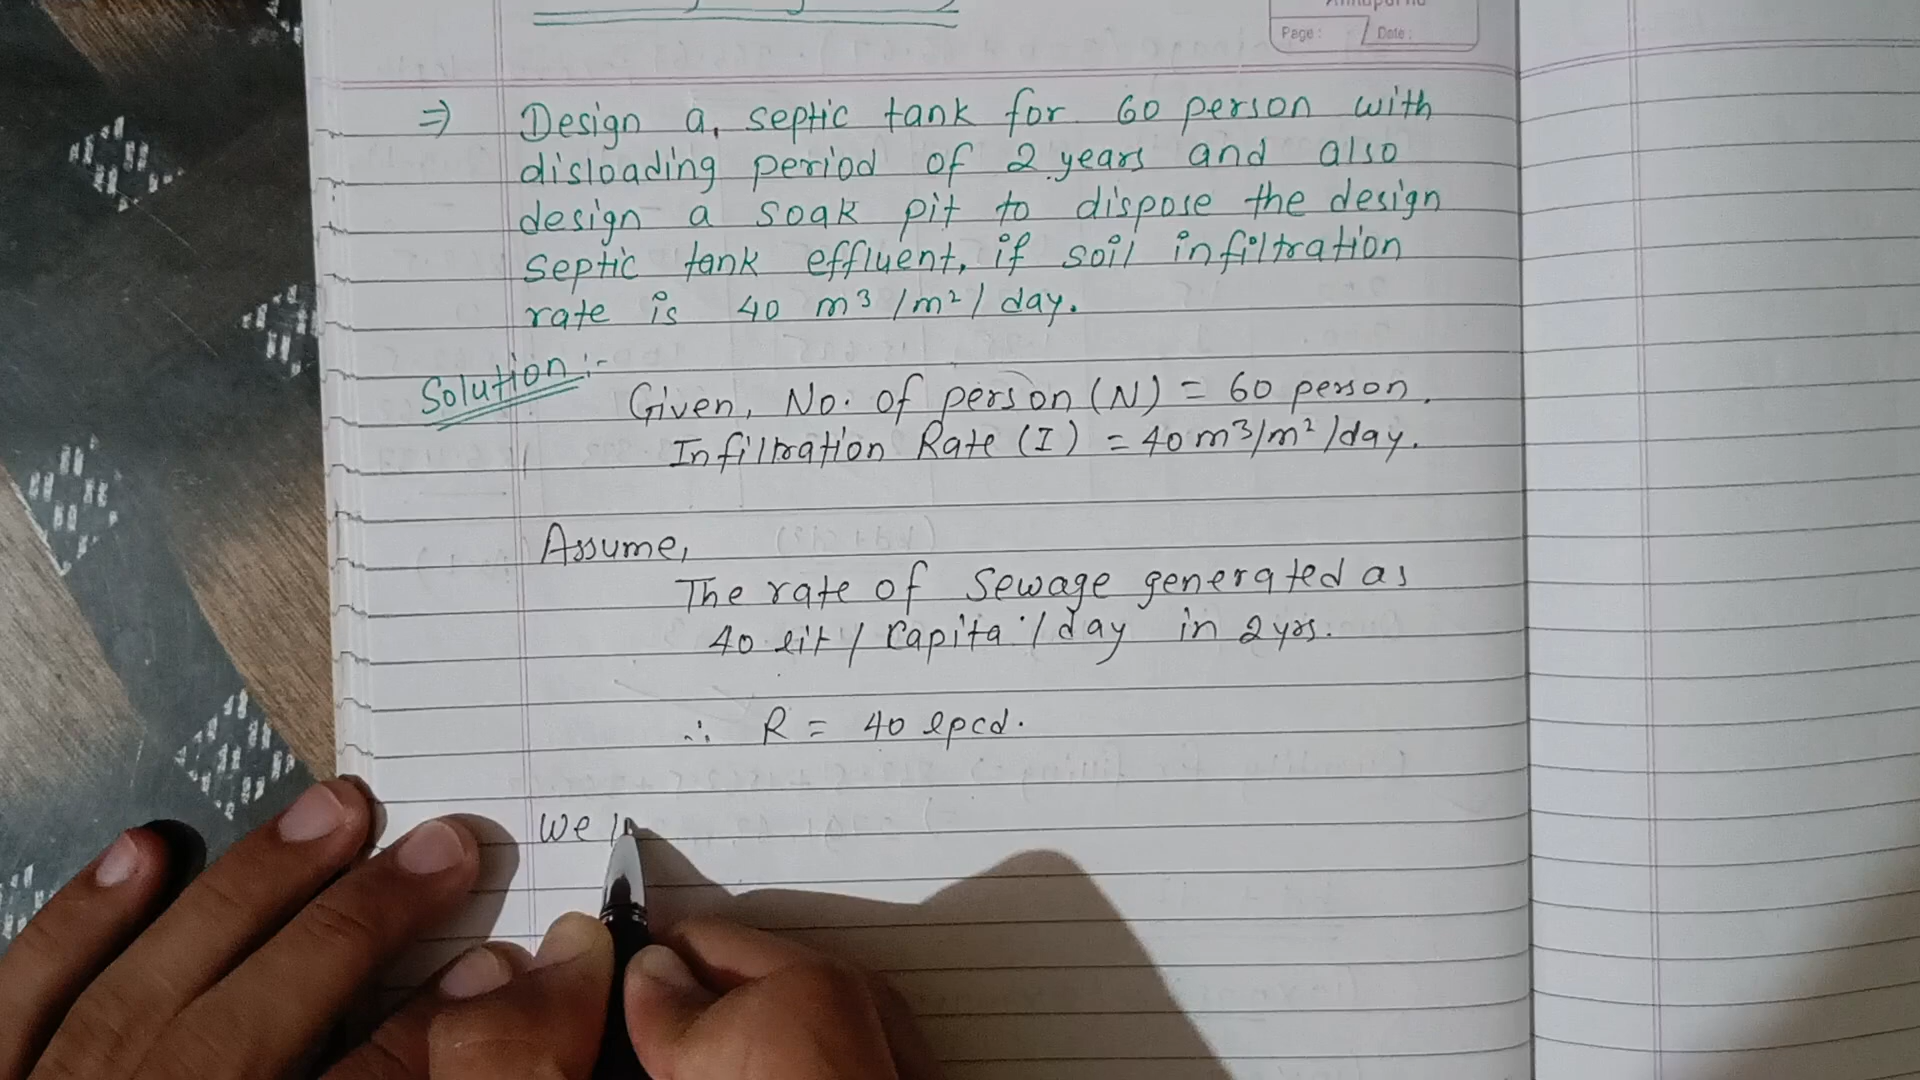 Page: Date:
⇒ Design a septic tank for 60 person with
disloading period of 2 years and also
design a soak pit to dispose the design
septic tank effluent, if soil infiltration
rate is 40 m³/m²/day.
Solution:-
Given, No. of person (N) = 60 person.
Infiltration Rate (I) = 40 m³/m²/day.
Assume,
The rate of sewage generated as
40 lit/capita/day in 2 yrs.
∴ R = 40 lpcd.
We